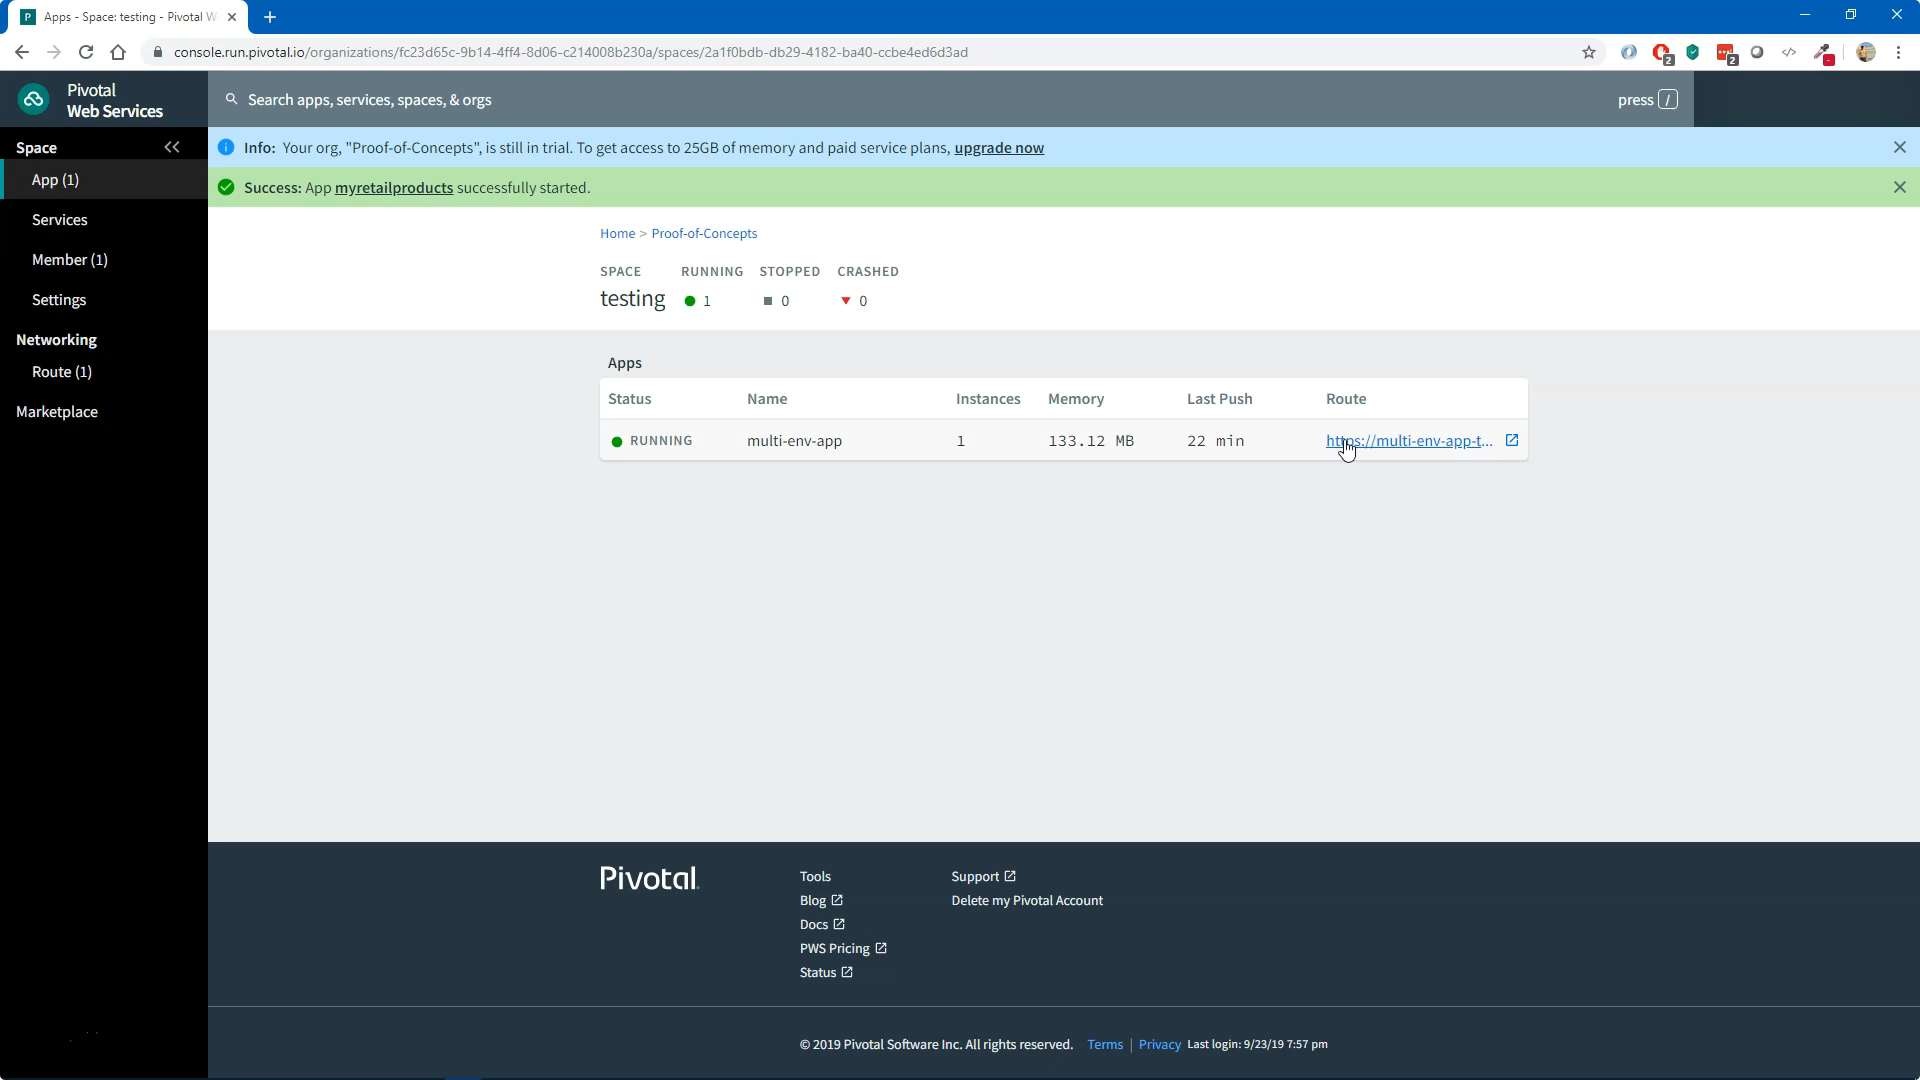 Apps - Space: testing - Pivotal W
console.run.pivotal.io/organizations/fc23d65c-9b14-4ff4-8d06-c214008b230a/spaces/2a1f0bdb-db29-4182-ba40-ccbe4ed6d3ad
2
2
Pivotal
Web Services
Search apps, services, spaces, & orgs
press /
Info: Your org, "Proof-of-Concepts", is still in trial. To get access to 25GB of memory and paid service plans, upgrade now
Success: App myretailproducts successfully started.
Space
App (1)
Services
Member (1)
Settings
Networking
Route (1)
Marketplace
Home > Proof-of-Concepts
SPACE RUNNING STOPPED CRASHED
testing 1 0 0
Apps
Status Name Instances Memory Last Push Route
RUNNING multi-env-app 1 133.12 MB 22 min https://multi-env-app-t...
Pivotal
Tools
Blog
Docs
PWS Pricing
Status
Support
Delete my Pivotal Account
© 2019 Pivotal Software Inc. All rights reserved. Terms | Privacy Last login: 9/23/19 7:57 pm